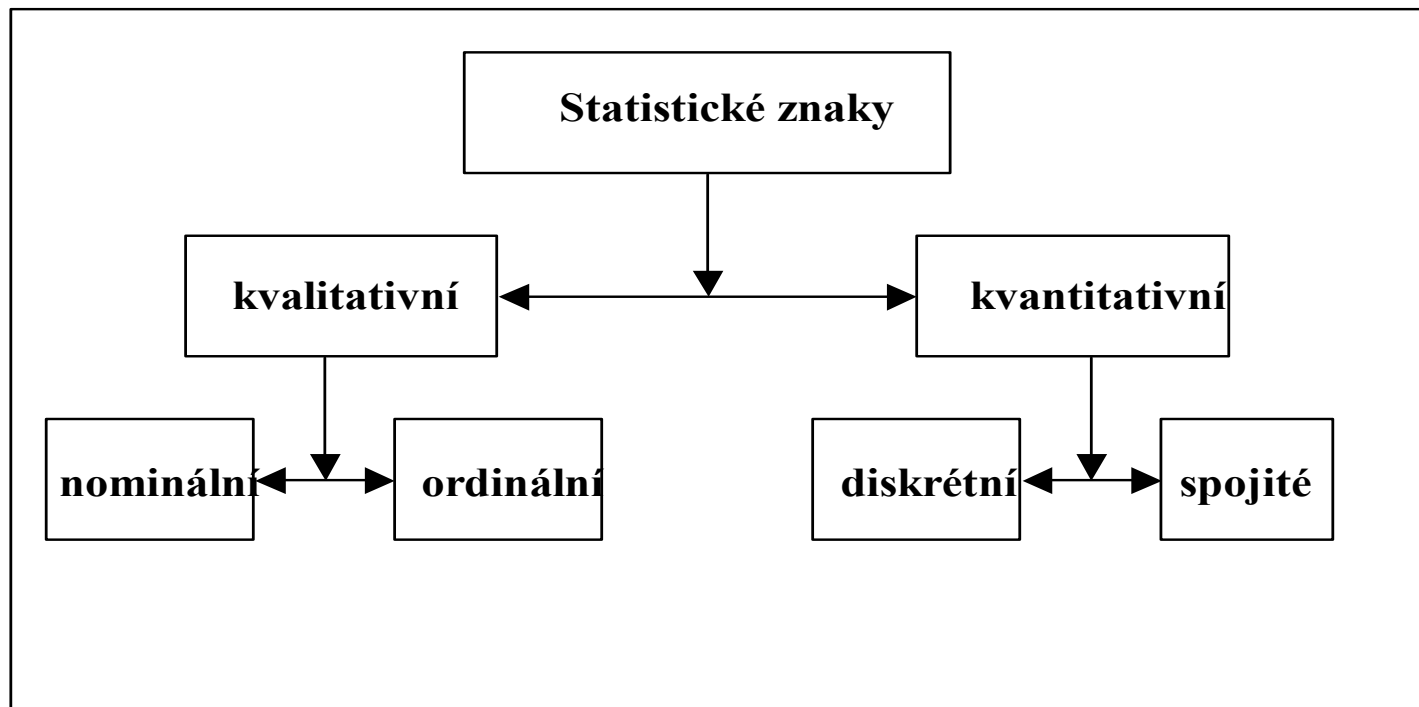 Statistické znaky
kvalitativní
kvantitativní
nominální
ordinální
diskrétní
spojité